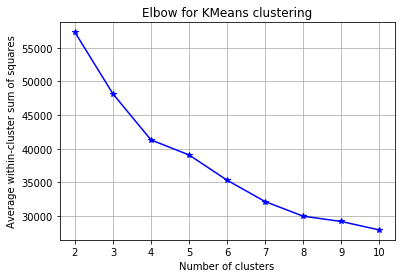 Elbow for KMeans clustering
Average within-cluster sum of squares
55000
50000
45000
40000
35000
30000
2 3 4 5 6 7 8 9 10
Number of clusters